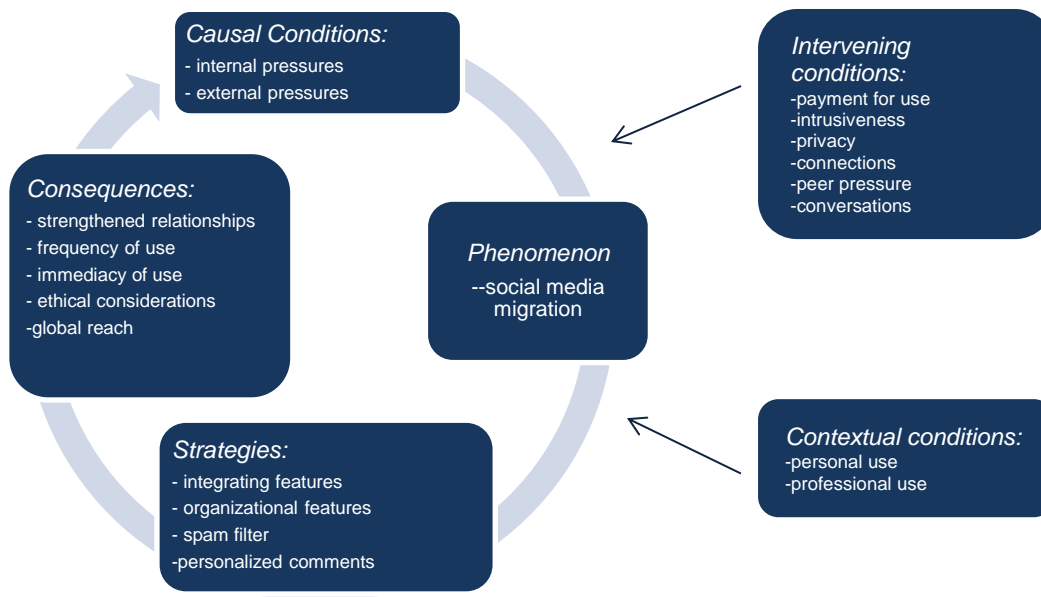 Causal Conditions:
- internal pressures
- external pressures
Intervening
conditions:
-payment for use
-intrusiveness
-privacy
-connections
-peer pressure
-conversations
Consequences:
- strengthened relationships
- frequency of use
- immediacy of use
- ethical considerations
-global reach
Phenomenon
--social media
migration
Strategies:
- integrating features
- organizational features
- spam filter
-personalized comments
Contextual conditions:
-personal use
-professional use